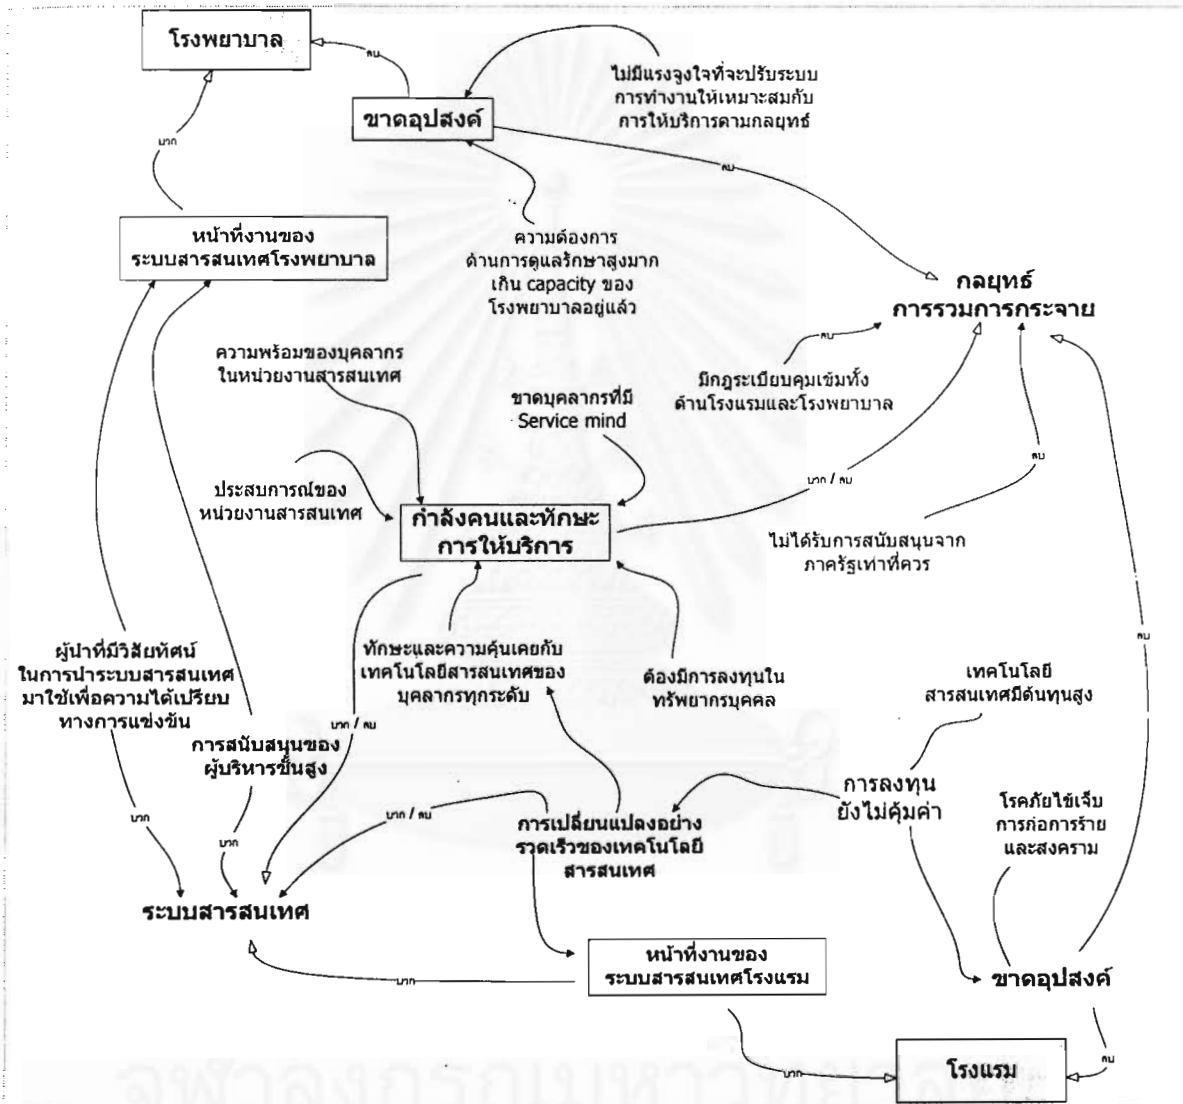 โรงพยาบาล
ลบ
ไม่มีแรงจูงใจที่จะปรับระบบ
การทำงานให้เหมาะสมกับ
การให้บริการตามกลยุทธ์
ขาดอุปสงค์
บวก
ลบ
หน้าที่งานของ
ระบบสารสนเทศโรงพยาบาล
ความต้องการ
ด้านการดูแลรักษาสูงมาก
เกิน capacity ของ
โรงพยาบาลอยู่แล้ว
กลยุทธ์
การรวมการกระจาย
ลบ
ความพร้อมของบุคลากร
ในหน่วยงานสารสนเทศ
มีกฎระเบียบคุมเข้มทั้ง
ด้านโรงแรมและโรงพยาบาล
ขาดบุคลากรที่มี
Service mind
ลบ
บวก / ลบ
ประสบการณ์ของ
หน่วยงานสารสนเทศ
กำลังคนและทักษะ
การให้บริการ
ไม่ได้รับการสนับสนุนจาก
ภาครัฐเท่าที่ควร
ลบ
ผู้นำที่มีวิสัยทัศน์
ในการนำระบบสารสนเทศ
มาใช้เพื่อความได้เปรียบ
ทางการแข่งขัน
ทักษะและความคุ้นเคยกับ
เทคโนโลยีสารสนเทศของ
บุคลากรทุกระดับ
ต้องมีการลงทุนใน
ทรัพยากรบุคคล
เทคโนโลยี
สารสนเทศมีต้นทุนสูง
บวก / ลบ
การสนับสนุนของ
ผู้บริหารชั้นสูง
การลงทุน
ยังไม่คุ้มค่า
โรคภัยไข้เจ็บ
การก่อการร้าย
และสงคราม
บวก
บวก
บวก / ลบ
การเปลี่ยนแปลงอย่าง
รวดเร็วของเทคโนโลยี
สารสนเทศ
ระบบสารสนเทศ
หน้าที่งานของ
ระบบสารสนเทศโรงแรม
บวก
ขาดอุปสงค์
ลบ
โรงแรม
บวก
จุฬาลงกรณ์มหาวิทยาลัย